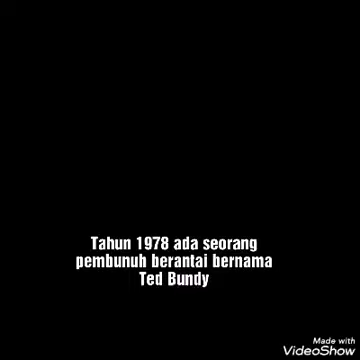 Tahun 1978 ada seorang
pembunuh berantai bernama
Ted Bundy
Made with
VideoShow